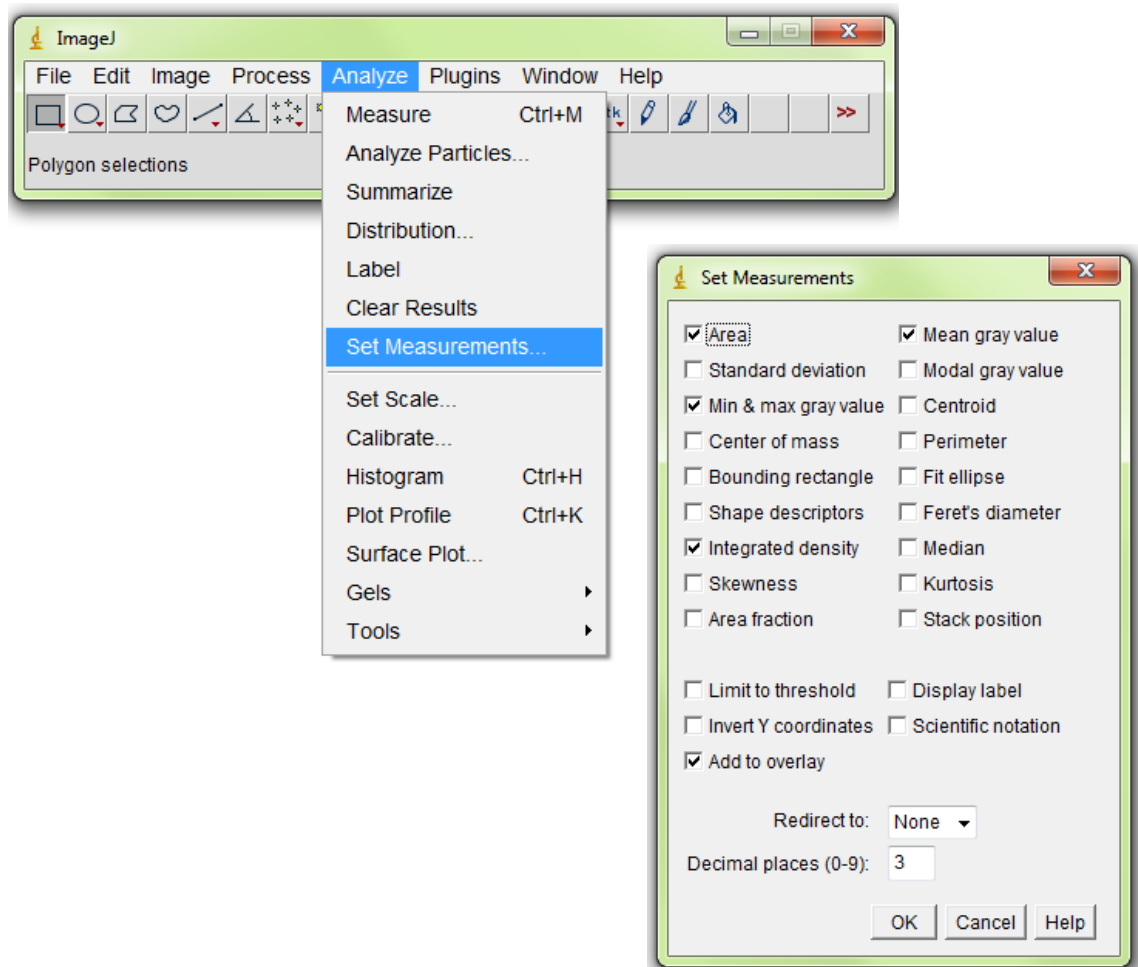 ImageJ
File Edit Image Process Analyze Plugins Window Help
Polygon selections
Measure Ctrl+M
Analyze Particles...
Summarize
Distribution...
Label
Clear Results
Set Measurements...
Set Scale...
Calibrate...
Histogram Ctrl+H
Plot Profile Ctrl+K
Surface Plot...
Gels
Tools
Set Measurements
Area Mean gray value
Standard deviation Modal gray value
Min & max gray value Centroid
Center of mass Perimeter
Bounding rectangle Fit ellipse
Shape descriptors Feret's diameter
Integrated density Median
Skewness Kurtosis
Area fraction Stack position
Limit to threshold Display label
Invert Y coordinates Scientific notation
Add to overlay
Redirect to: None
Decimal places (0-9): 3
OK Cancel Help